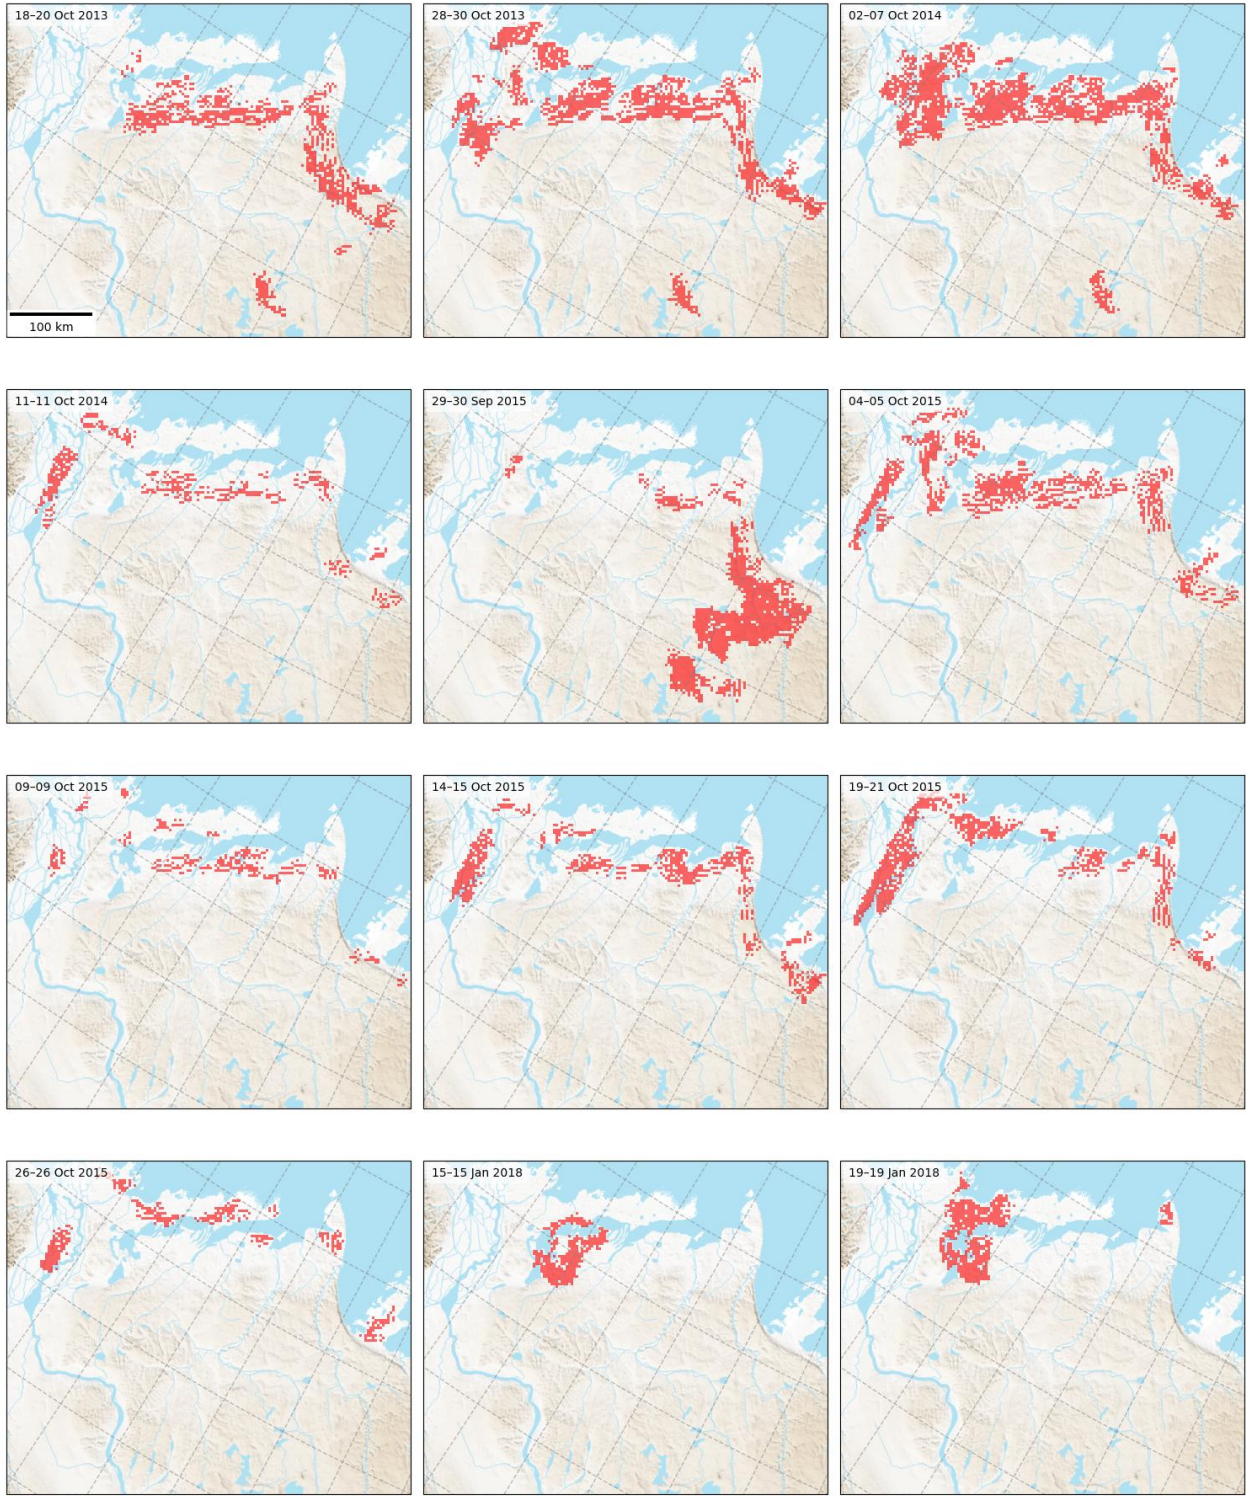 18–20 Oct 2013
28–30 Oct 2013
02–07 Oct 2014
100 km
11–11 Oct 2014
29–30 Sep 2015
04–05 Oct 2015
09–09 Oct 2015
14–15 Oct 2015
19–21 Oct 2015
26–26 Oct 2015
15–15 Jan 2018
19–19 Jan 2018